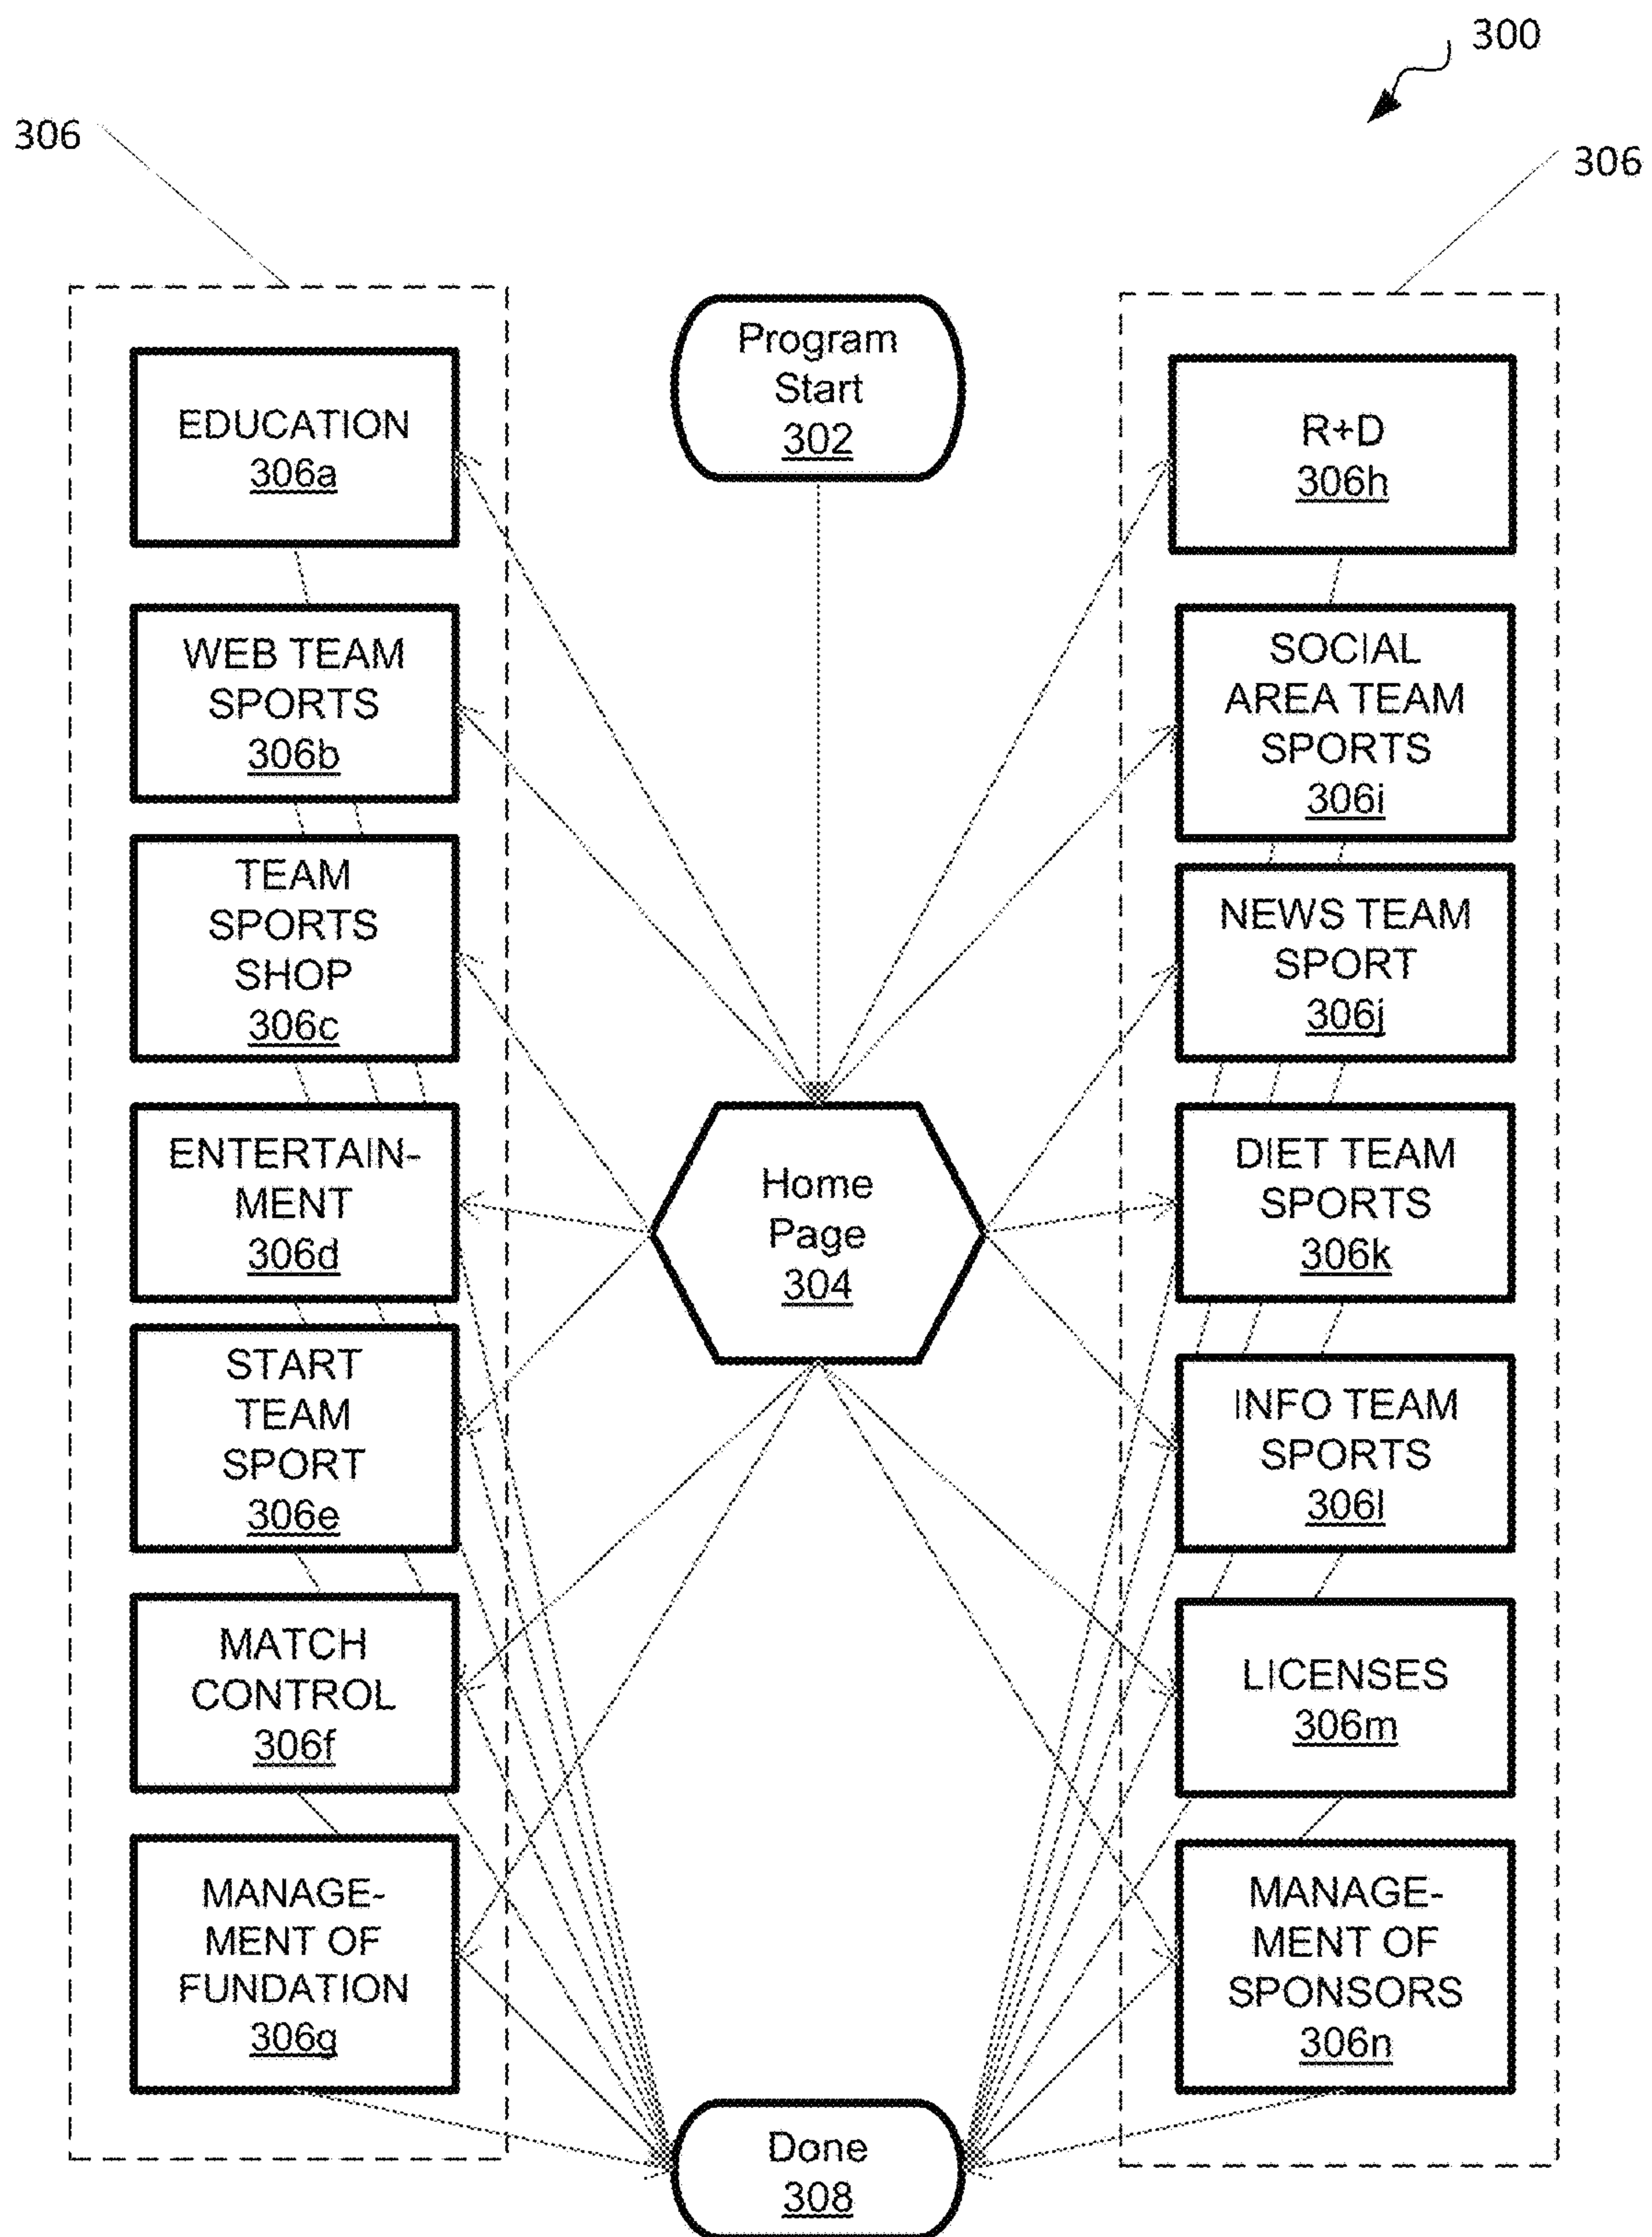 300
306
306
Program
Start
302
EDUCATION
306a
WEB TEAM
SPORTS
306b
TEAM
SPORTS
SHOP
306c
ENTERTAIN-
MENT
306d
START
TEAM
SPORT
306e
MATCH
CONTROL
306f
MANAGE-
MENT OF
FUNDATION
306g
Home
Page
304
R+D
306h
SOCIAL
AREA TEAM
SPORTS
306i
NEWS TEAM
SPORT
306j
DIET TEAM
SPORTS
306k
INFO TEAM
SPORTS
306l
LICENSES
306m
MANAGE-
MENT OF
SPONSORS
306n
Done
308